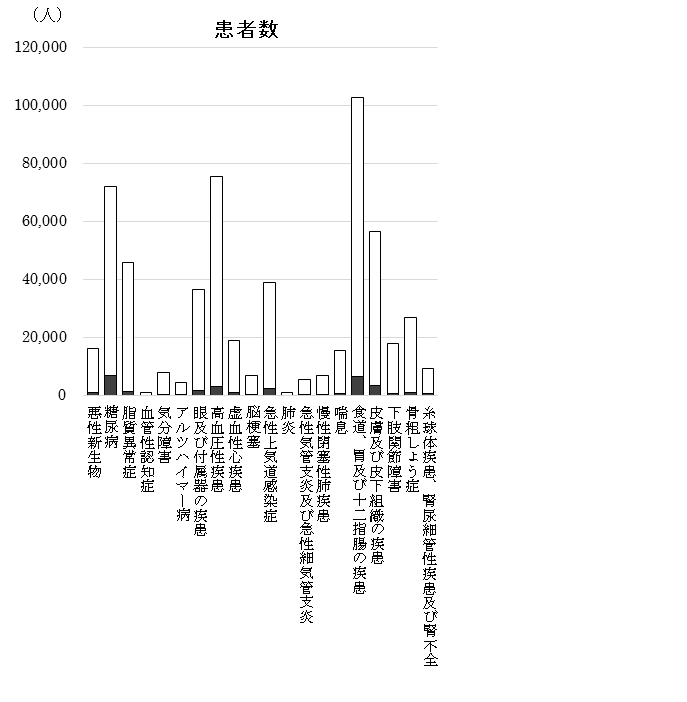 （人）
患者数
120,000
100,000
80,000
60,000
40,000
20,000
0
悪性新生物
糖尿病
脂質異常症
血管性認知症
気分障害
アルツハイマー病
眼及び付属器の疾患
高血圧性疾患
虚血性心疾患
脳梗塞
急性上気道感染症
肺炎
急性気管支炎及び急性細気管支炎
慢性閉塞性肺疾患
喘息
食道、胃及び十二指腸の疾患
皮膚及び皮下組織の疾患
下肢関節障害
骨粗しょう症
糸球体疾患、腎尿細管性疾患及び腎不全